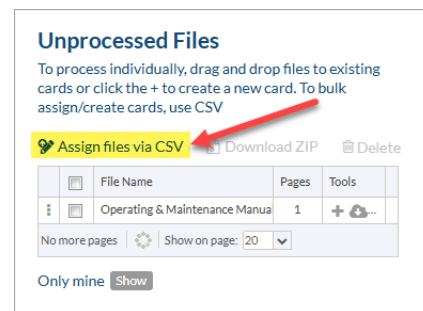 Unprocessed Files
To process individually, drag and drop files to existing
cards or click the + to create a new card. To bulk
assign/create cards, use CSV
Assign files via CSV Download ZIP Delete
File Name Pages Tools
Operating & Maintenance Manua 1 + ...
No more pages Show on page: 20
Only mine Show